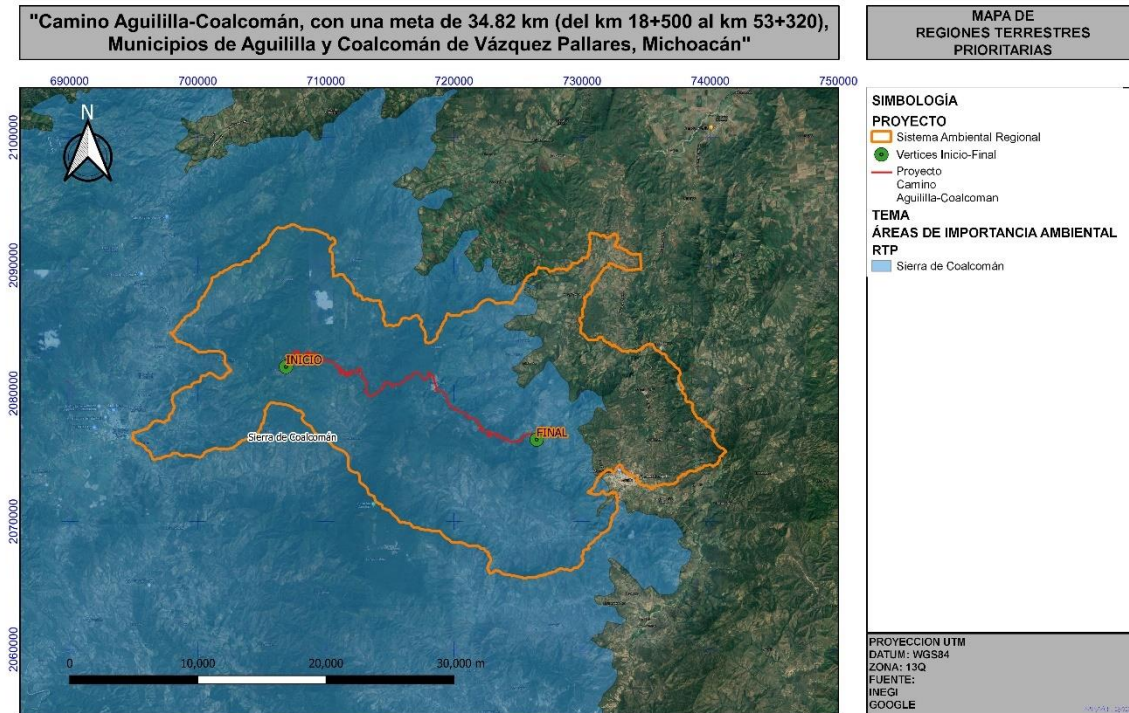 "Camino Aguililla-Coalcomán, con una meta de 34.82 km (del km 18+500 al km 53+320),
Municipios de Aguililla y Coalcomán de Vázquez Pallares, Michoacán"
MAPA DE
REGIONES TERRESTRES
PRIORITARIAS
690000 700000 710000 720000 730000 740000 750000
2100000
2090000
2080000
2070000
2060000
N
INICIO
FINAL
Sierra de Coalcomán
0 10,000 20,000 30,000 m
SIMBOLOGÍA
PROYECTO
Sistema Ambiental Regional
Vertices Inicio-Final
Proyecto
Camino
Aguililla-Coalcoman
TEMA
ÁREAS DE IMPORTANCIA AMBIENTAL
RTP
Sierra de Coalcomán
PROYECCION UTM
DATUM: WGS84
ZONA: 13Q
FUENTE:
INEGI
GOOGLE